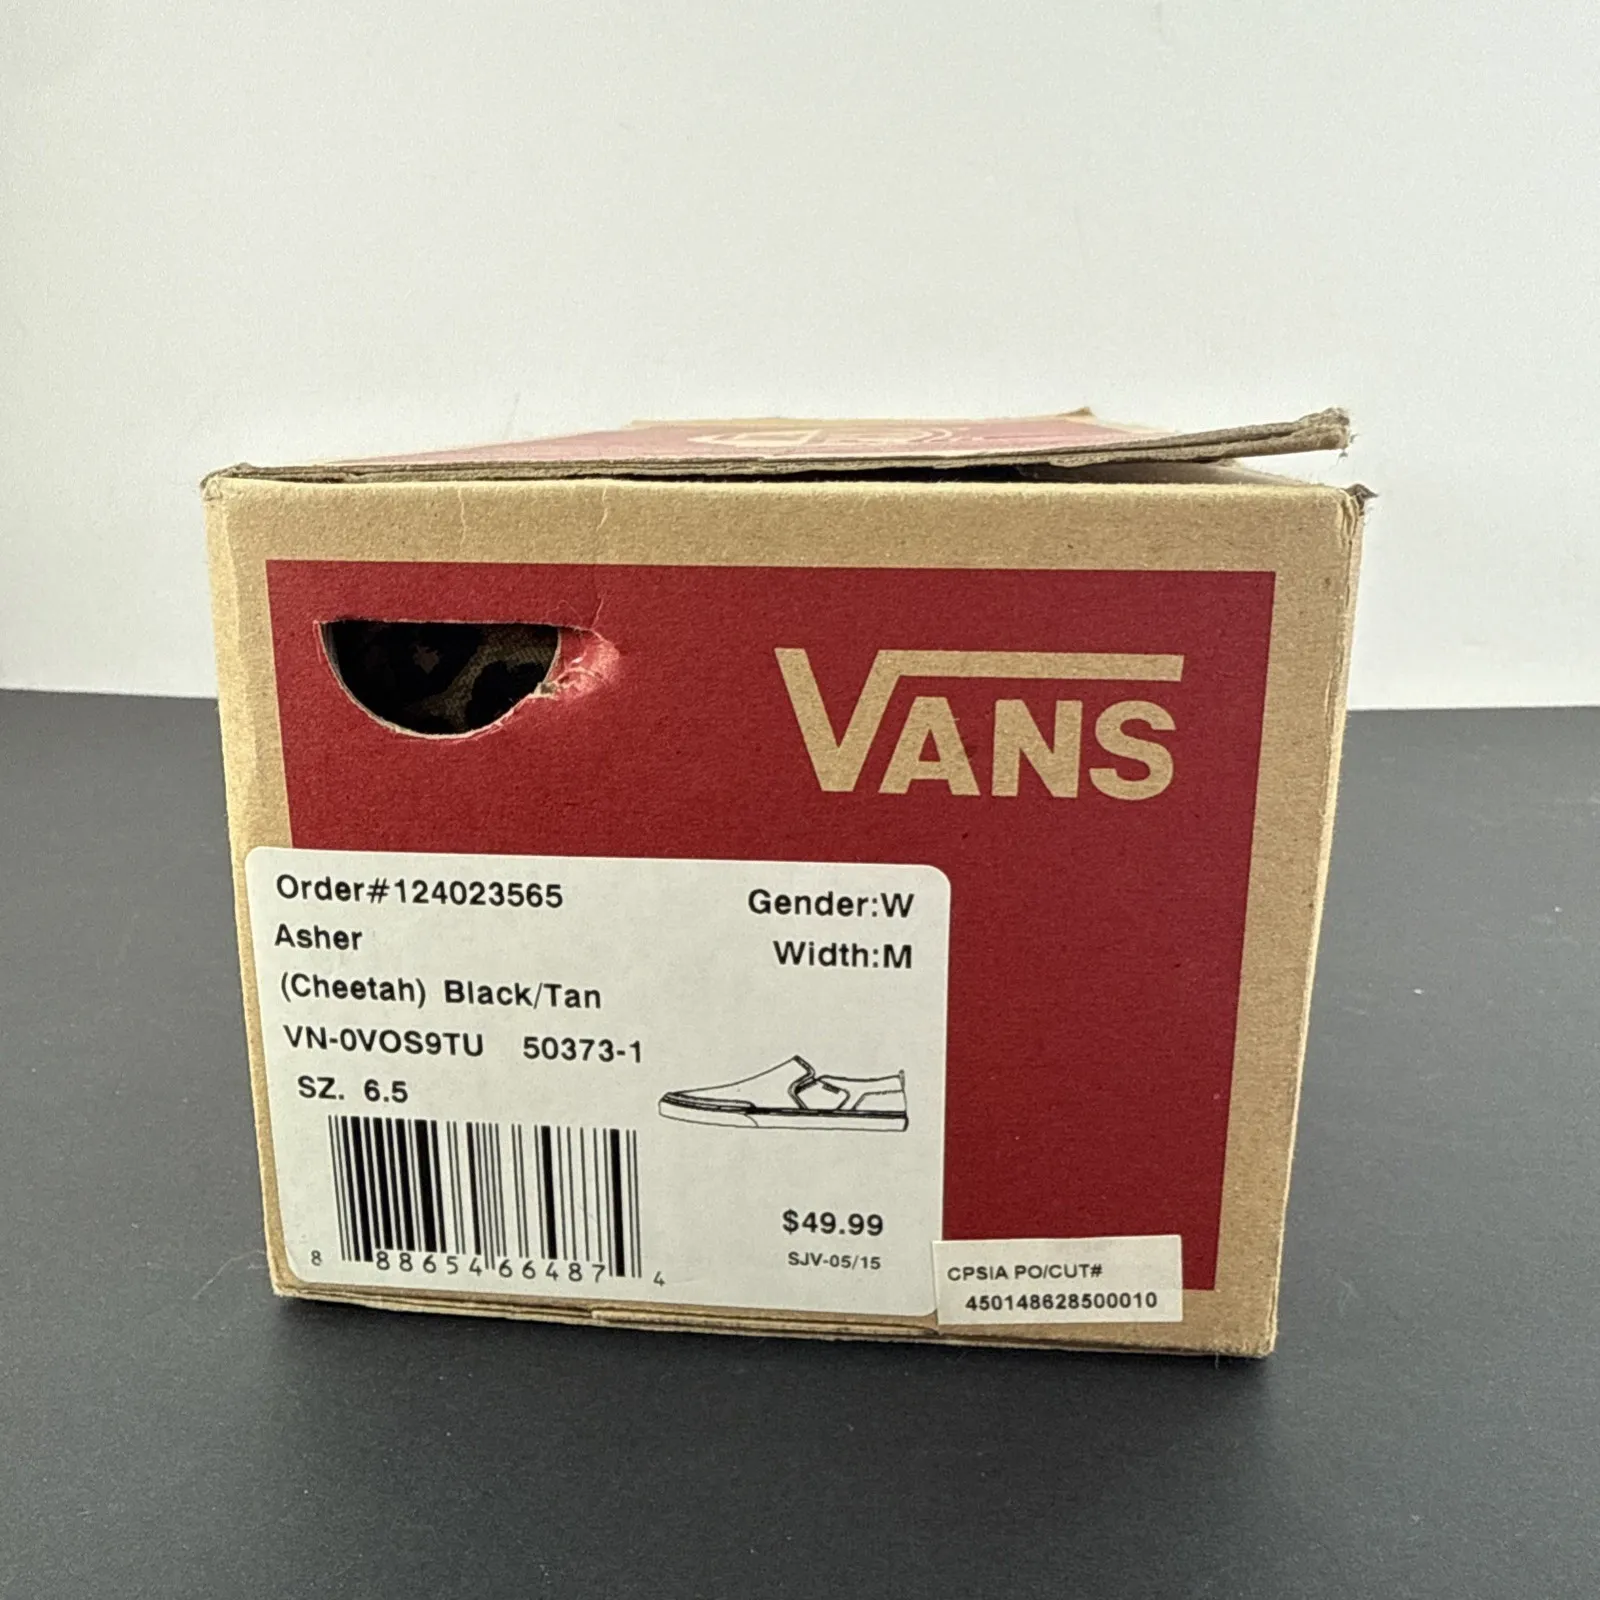 VANS
Order#124023565
Gender:W
Asher
Width:M
(Cheetah) Black/Tan
VN-0VOS9TU 50373-1
SZ. 6.5
8 88654 66487 4
$49.99
SJV-05/15
CPSIA PO/CUT#
450148628500010